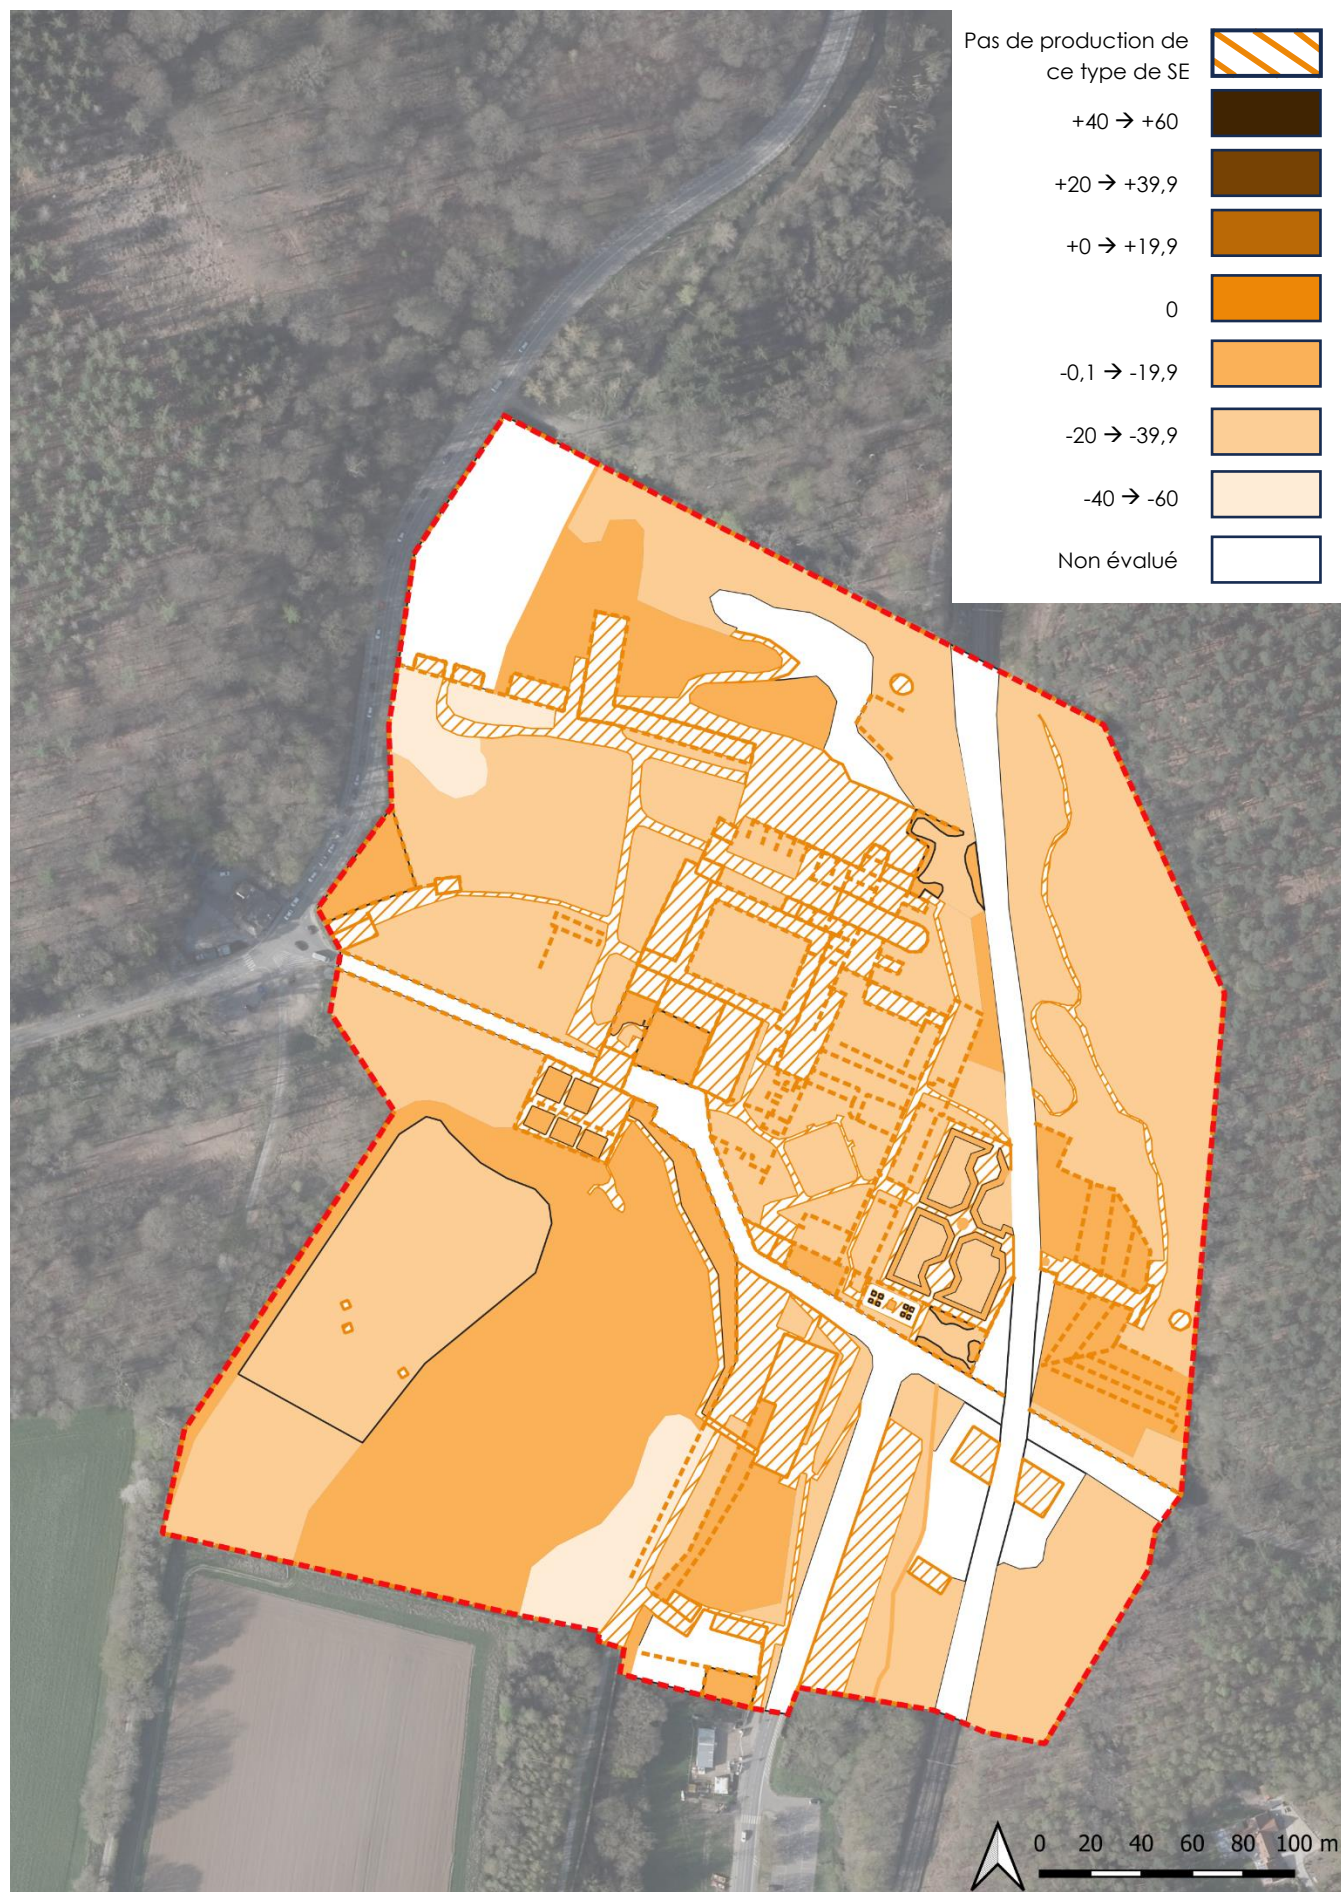 Pas de production de
ce type de SE
+40 → +60
+20 → +39,9
+0 → +19,9
0
-0,1 → -19,9
-20 → -39,9
-40 → -60
Non évalué
0 20 40 60 80 100 m